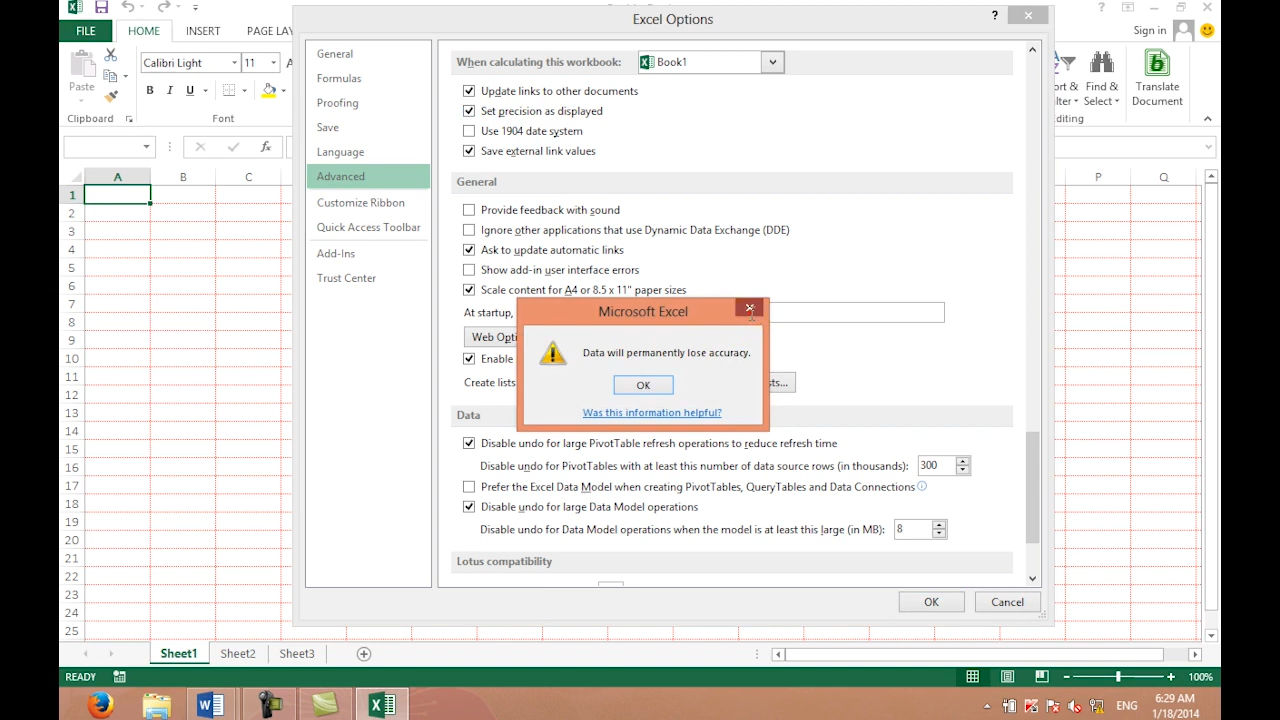 Excel Options
?
FILE
HOME
INSERT
PAGE LAY
Sign in
Paste
Calibri Light
11
B I U
Clipboard
Font
Find &
Select
Translate
Document
fx
A B C P Q
1
2
3
4
5
6
7
8
9
10
11
12
13
14
15
16
17
18
19
20
21
22
23
24
25
General
Formulas
Proofing
Save
Language
Advanced
Customize Ribbon
Quick Access Toolbar
Add-Ins
Trust Center
When calculating this workbook: Book1
Update links to other documents
Set precision as displayed
Use 1904 date system
Save external link values
General
Provide feedback with sound
Ignore other applications that use Dynamic Data Exchange (DDE)
Ask to update automatic links
Show add-in user interface errors
Scale content for A4 or 8.5 x 11" paper sizes
At startup,
Web Opti
Enable
Create lists
sts...
Microsoft Excel
Data will permanently lose accuracy.
OK
Was this information helpful?
Data
Disable undo for large PivotTable refresh operations to reduce refresh time
Disable undo for PivotTables with at least this number of data source rows (in thousands): 300
Prefer the Excel Data Model when creating PivotTables, QueryTables and Data Connections
Disable undo for large Data Model operations
Disable undo for Data Model operations when the model is at least this large (in MB): 8
Lotus compatibility
OK
Cancel
Sheet1 Sheet2 Sheet3
READY
100%
ENG
6:29 AM
1/18/2014